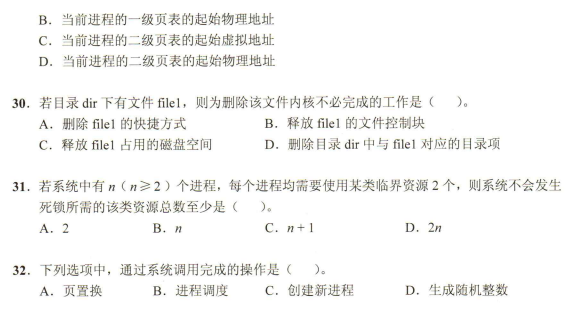 B．当前进程的一级页表的起始物理地址
C．当前进程的二级页表的起始虚拟地址
D．当前进程的二级页表的起始物理地址
30．若目录 dir 下有文件 file1，则为删除该文件内核不必完成的工作是（　　）。
A．删除 file1 的快捷方式　　B．释放 file1 的文件控制块
C．释放 file1 占用的磁盘空间　　D．删除目录 dir 中与 file1 对应的目录项
31．若系统中有 n（n≥2）个进程，每个进程均需要使用某类临界资源 2 个，则系统不会发生
死锁所需的该类资源总数至少是（　　）。
A．2　　B．n　　C．n + 1　　D．2n
32．下列选项中，通过系统调用完成的操作是（　　）。
A．页置换　　B．进程调度　　C．创建新进程　　D．生成随机整数